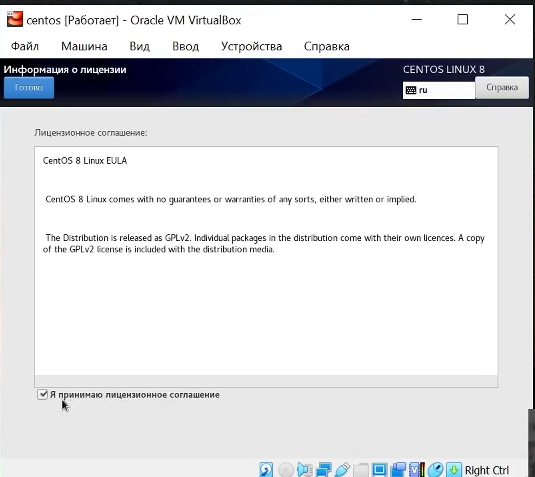 centos [Работает] - Oracle VM VirtualBox
Файл Машина Вид Ввод Устройства Справка
Информация о лицензии
CENTOS LINUX 8
Готово
ru
Справка
Лицензионное соглашение:
CentOS 8 Linux EULA
CentOS 8 Linux comes with no guarantees or warranties of any sorts, either written or implied.
The Distribution is released as GPLv2. Individual packages in the distribution come with their own licences. A copy
of the GPLv2 license is included with the distribution media.
Я принимаю лицензионное соглашение
Right Ctrl